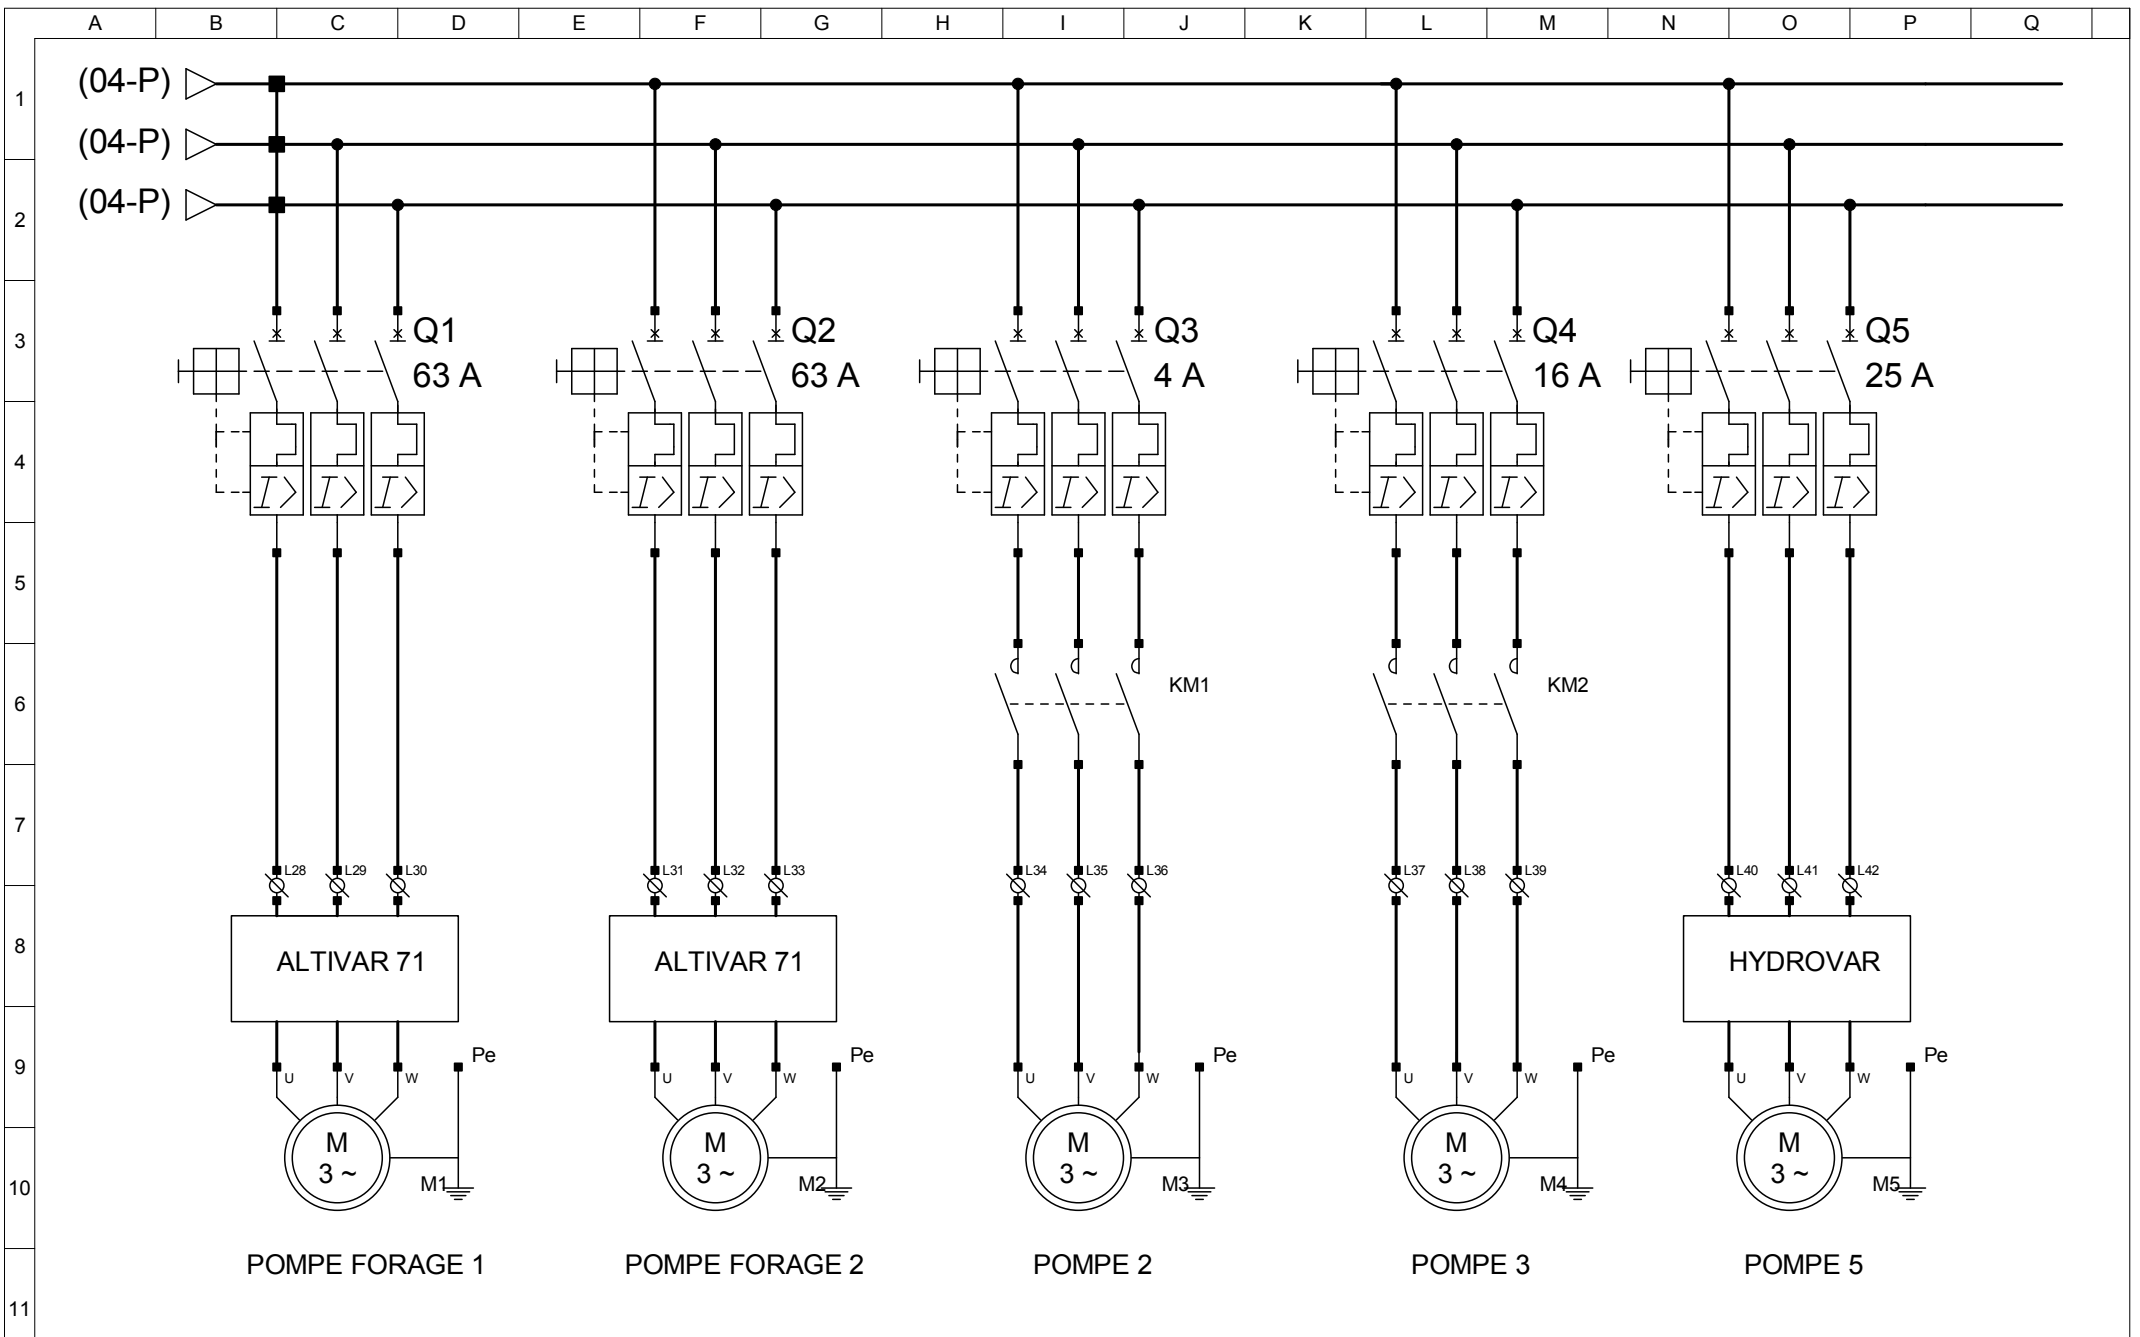 A B C D E F G H I J K L M N O P Q
1
(04-P)
(04-P)
2
(04-P)
3
Q1 Q2 Q3 Q4 Q5
63 A 63 A 4 A 16 A 25 A
4
I> I> I> I> I> I> I> I> I> I> I> I> I> I> I>
5
6
KM1 KM2
7
L28 L29 L30 L31 L32 L33 L34 L35 L36 L37 L38 L39 L40 L41 L42
8
ALTIVAR 71 ALTIVAR 71 HYDROVAR
9
Pe Pe Pe Pe Pe
U V W U V W U V W U V W U V W
M M M M M
3 ~ 3 ~ 3 ~ 3 ~ 3 ~
10
M1 M2 M3 M4 M5
POMPE FORAGE 1 POMPE FORAGE 2 POMPE 2 POMPE 3 POMPE 5
11